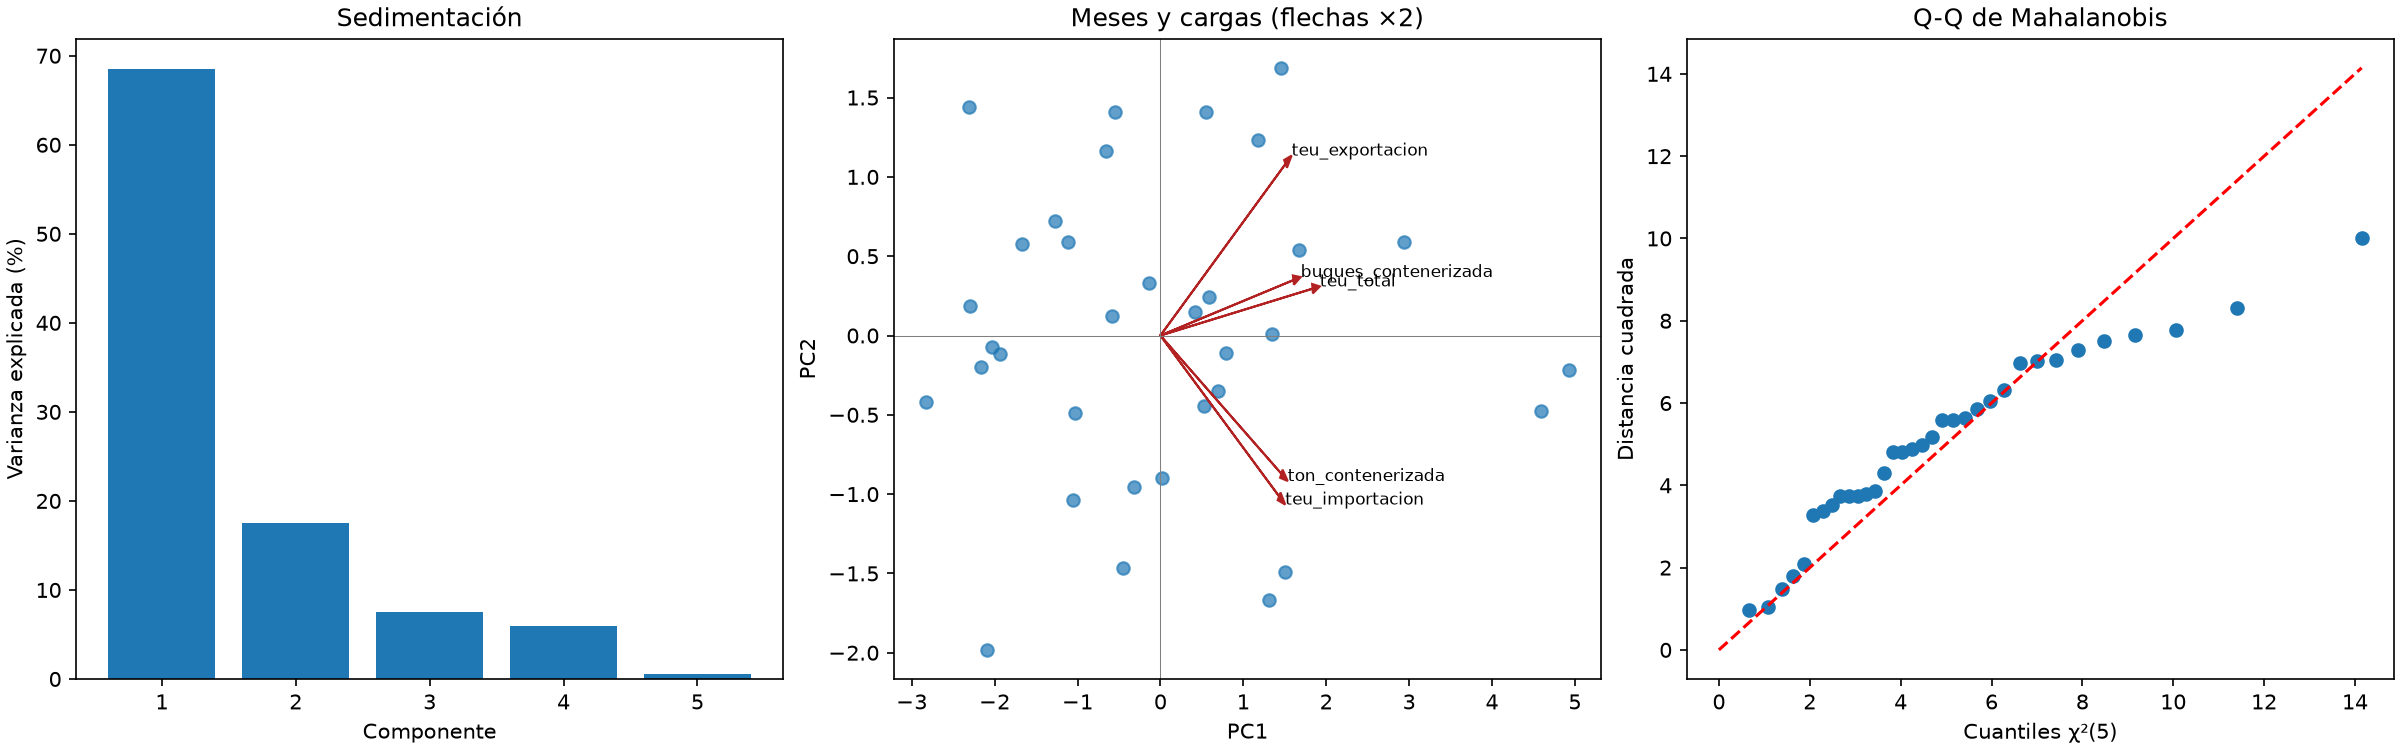 Sedimentación
Varianza explicada (%)
70
60
50
40
30
20
10
0
1 2 3 4 5
Componente
Meses y cargas (flechas ×2)
PC2
1.5
1.0
0.5
0.0
−0.5
−1.0
−1.5
−2.0
teu_exportacion
buques_contenerizada
teu_total
ton_contenerizada
teu_importacion
−3 −2 −1 0 1 2 3 4 5
PC1
Q-Q de Mahalanobis
Distancia cuadrada
14
12
10
8
6
4
2
0
0 2 4 6 8 10 12 14
Cuantiles χ²(5)